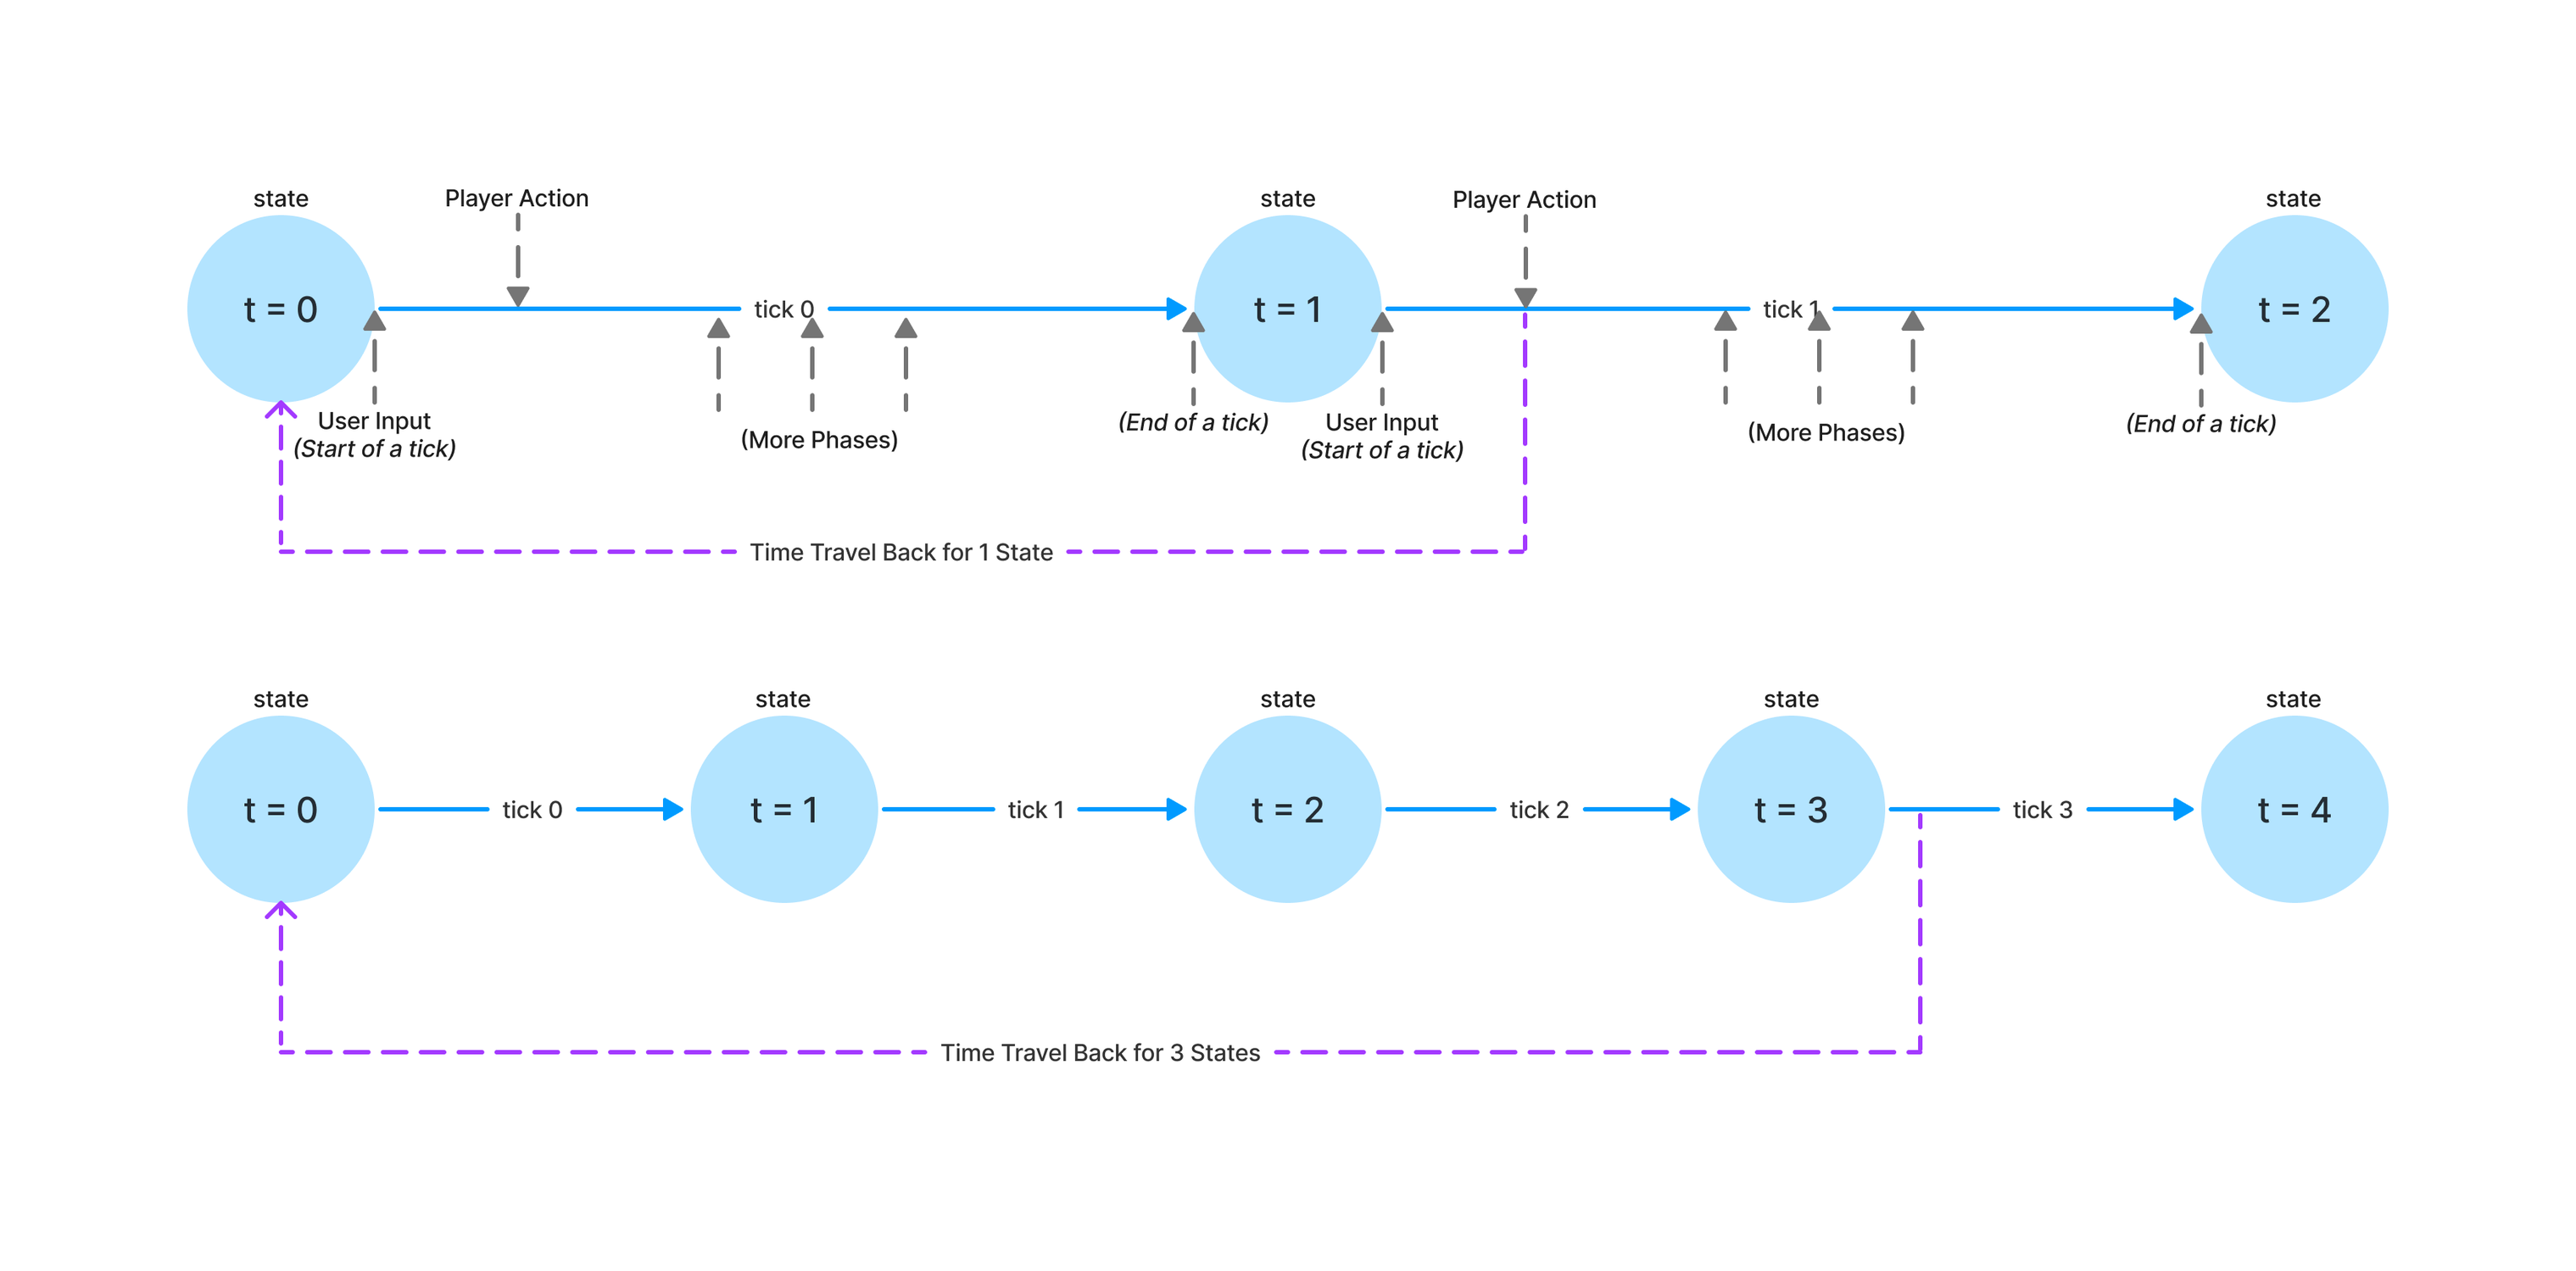 state
Player Action
state
Player Action
state
t = 0
tick 0
t = 1
tick 1
t = 2
User Input
(Start of a tick)
(More Phases)
(End of a tick)
User Input
(Start of a tick)
(More Phases)
(End of a tick)
Time Travel Back for 1 State
state
state
state
state
state
t = 0
tick 0
t = 1
tick 1
t = 2
tick 2
t = 3
tick 3
t = 4
Time Travel Back for 3 States